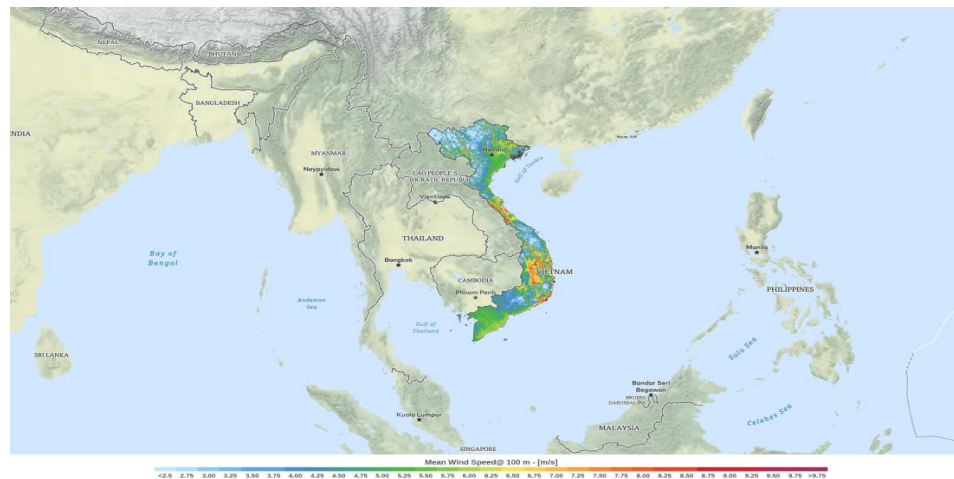 NEPAL
BHUTAN
BANGLADESH
NDIA
MYANMAR
Naypyidaw
Hanoi
Gulf of Tonkin
LAO PEOPLE'S
OCRATIC REPUBLIC
Vientiane
THAILAND
Bay of
Bengal
Bangkok
VIETNAM
Manila
CAMBODIA
PHILIPPINES
Phnom Penh
Andaman
Sea
Gulf of
Thailand
SRI LANKA
Sulu Sea
Bandar Seri
Begawan
BRUNEI
DARUSSALAM
Celebes Sea
Kuala Lumpur
MALAYSIA
SINGAPORE
Mean Wind Speed@ 100 m - [m/s]
<2.5 2.75 3.00 3.25 3.50 3.75 4.00 4.25 4.50 4.75 5.00 5.25 5.50 5.75 6.00 6.25 6.50 6.75 7.00 7.25 7.50 7.75 8.00 8.25 8.50 8.75 9.00 9.25 9.50 9.75 >9.75